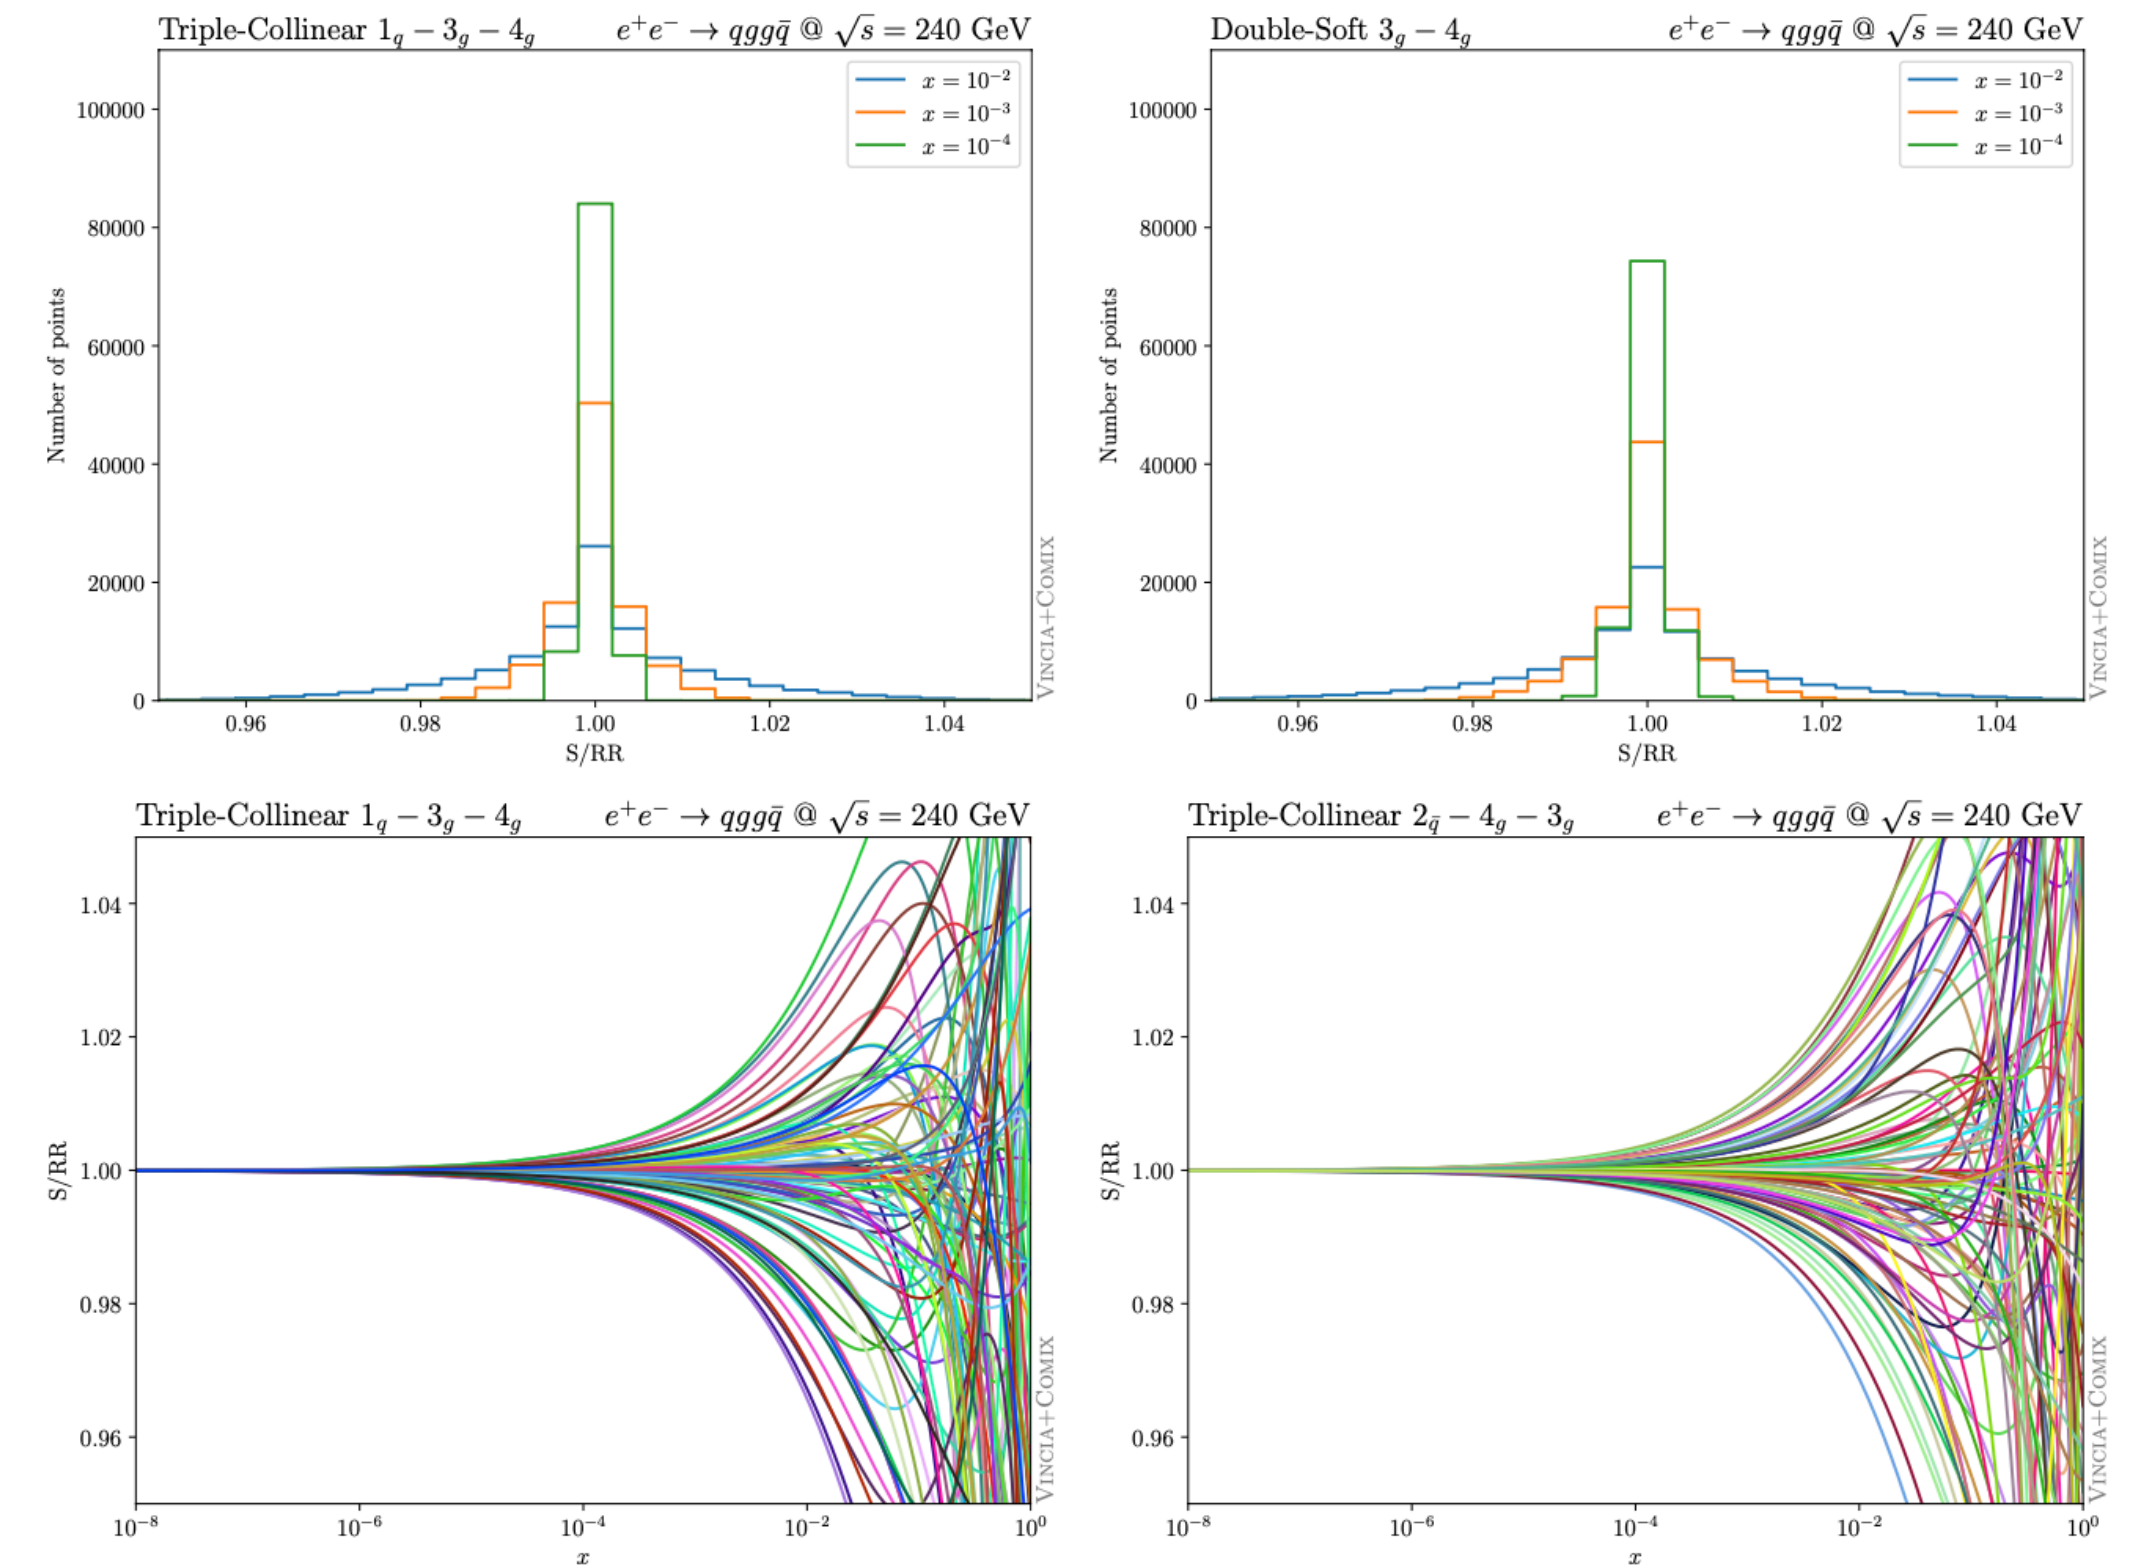 Triple-Collinear 1_q − 3_g − 4_g    e⁺e⁻ → qggq̄ @ √s = 240 GeV
x = 10⁻²
x = 10⁻³
x = 10⁻⁴
100000
80000
60000
40000
20000
0
Number of points
0.96 0.98 1.00 1.02 1.04
S/RR
VINCIA+COMIX
Double-Soft 3_g − 4_g    e⁺e⁻ → qggq̄ @ √s = 240 GeV
x = 10⁻²
x = 10⁻³
x = 10⁻⁴
100000
80000
60000
40000
20000
0
Number of points
0.96 0.98 1.00 1.02 1.04
S/RR
VINCIA+COMIX
Triple-Collinear 1_q − 3_g − 4_g    e⁺e⁻ → qggq̄ @ √s = 240 GeV
1.04
1.02
1.00
0.98
0.96
S/RR
10⁻⁸ 10⁻⁶ 10⁻⁴ 10⁻² 10⁰
x
VINCIA+COMIX
Triple-Collinear 2_q̄ − 4_g − 3_g    e⁺e⁻ → qggq̄ @ √s = 240 GeV
1.04
1.02
1.00
0.98
0.96
S/RR
10⁻⁸ 10⁻⁶ 10⁻⁴ 10⁻² 10⁰
x
VINCIA+COMIX